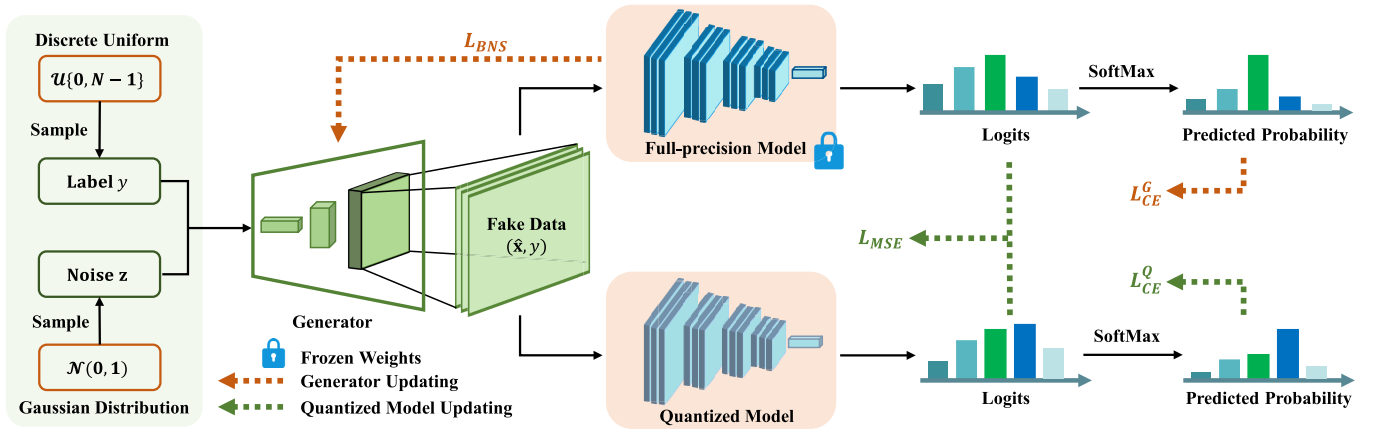 Discrete Uniform
𝒰{0, N − 1}
Sample
Label y
Noise z
Sample
𝒩(0, 1)
Gaussian Distribution
L_BNS
Generator
Fake Data
(x̂, y)
Frozen Weights
Generator Updating
Quantized Model Updating
Full-precision Model
Quantized Model
Logits
SoftMax
Predicted Probability
L_CE^G
L_MSE
L_CE^Q
Logits
SoftMax
Predicted Probability